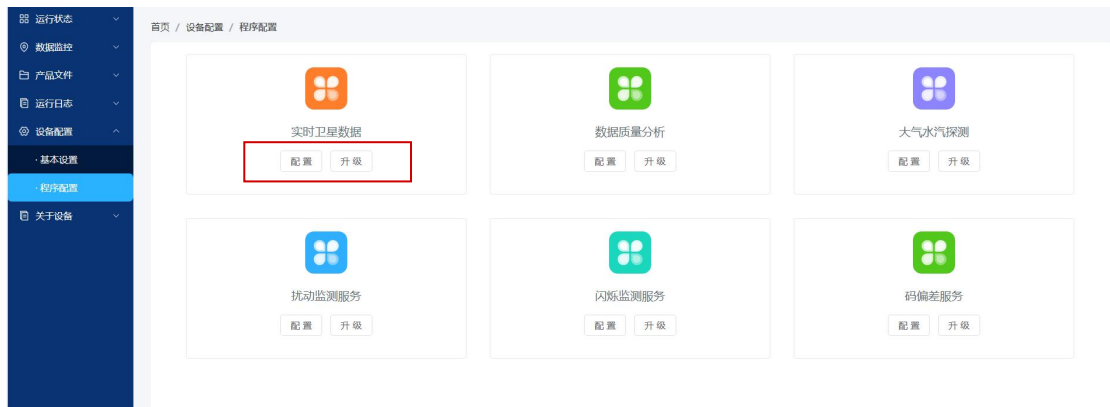 运行状态
数据监控
产品文件
运行日志
设备配置
·基本设置
·程序配置
关于设备
首页 / 设备配置 / 程序配置
实时卫星数据
配置 升级
数据质量分析
配置 升级
大气水汽探测
配置 升级
扰动监测服务
配置 升级
闪烁监测服务
配置 升级
码偏差服务
配置 升级